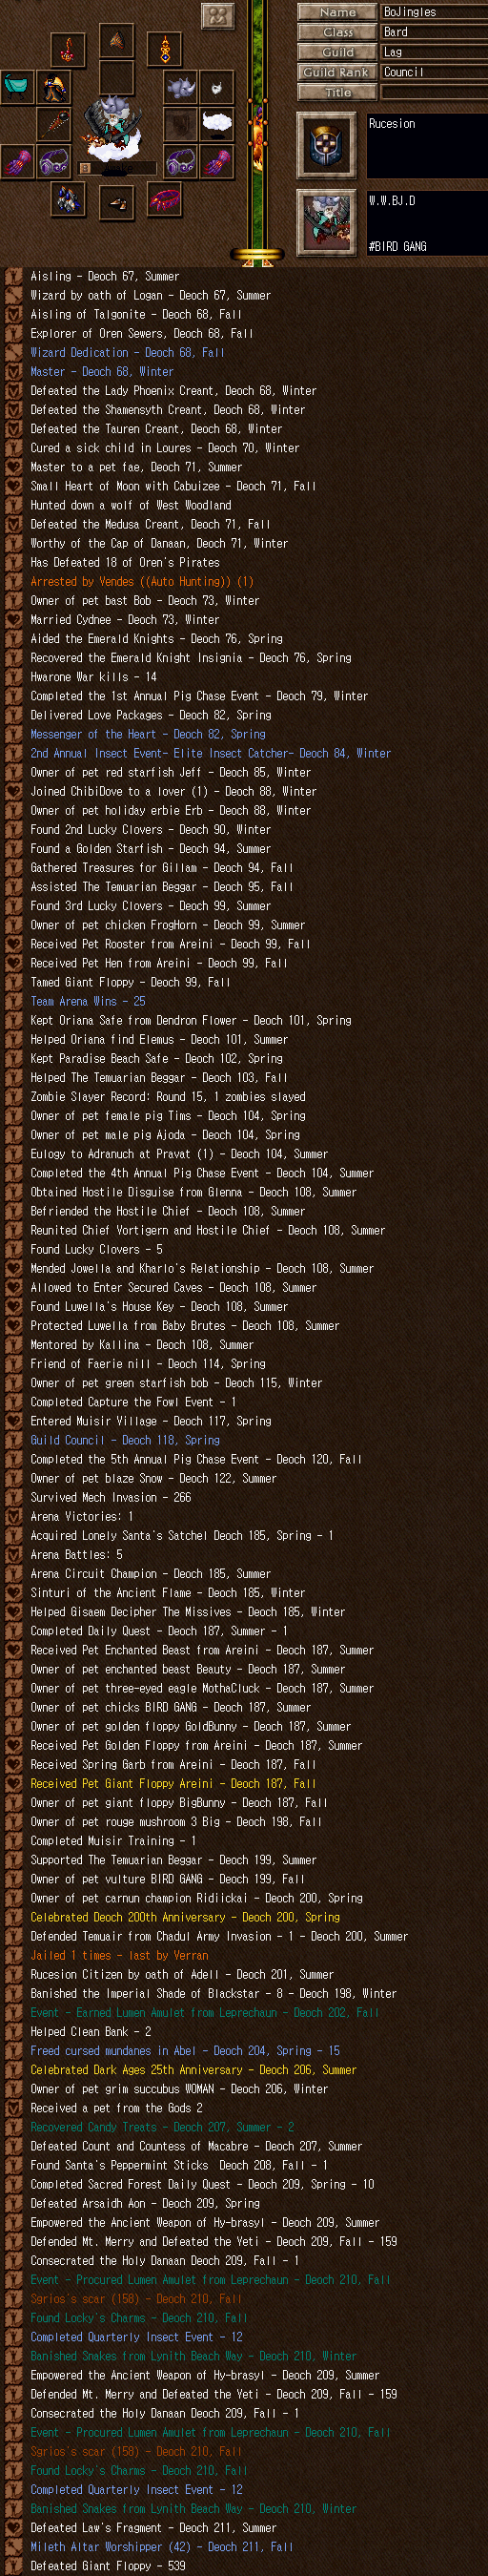 Name BoJingles
Class Bard
Guild Lag
Guild Rank Council
Title
Rucesion
W.W.BJ.D
#BIRD GANG
Aisling - Deoch 67, Summer
Wizard by oath of Logan - Deoch 67, Summer
Aisling of Talgonite - Deoch 68, Fall
Explorer of Oren Sewers, Deoch 68, Fall
Wizard Dedication - Deoch 68, Fall
Master - Deoch 68, Winter
Defeated the Lady Phoenix Creant, Deoch 68, Winter
Defeated the Shamensyth Creant, Deoch 68, Winter
Defeated the Tauren Creant, Deoch 68, Winter
Cured a sick child in Loures - Deoch 70, Winter
Master to a pet fae, Deoch 71, Summer
Small Heart of Moon with Cabuizee - Deoch 71, Fall
Hunted down a wolf of West Woodland
Defeated the Medusa Creant, Deoch 71, Fall
Worthy of the Cap of Danaan, Deoch 71, Winter
Has Defeated 18 of Oren's Pirates
Arrested by Vendes ((Auto Hunting)) (1)
Owner of pet bast Bob - Deoch 73, Winter
Married Cydnee - Deoch 73, Winter
Aided the Emerald Knights - Deoch 76, Spring
Recovered the Emerald Knight Insignia - Deoch 76, Spring
Hwarone War kills - 14
Completed the 1st Annual Pig Chase Event - Deoch 79, Winter
Delivered Love Packages - Deoch 82, Spring
Messenger of the Heart - Deoch 82, Spring
2nd Annual Insect Event- Elite Insect Catcher- Deoch 84, Winter
Owner of pet red starfish Jeff - Deoch 85, Winter
Joined ChibiDove to a lover (1) - Deoch 88, Winter
Owner of pet holiday erbie Erb - Deoch 88, Winter
Found 2nd Lucky Clovers - Deoch 90, Winter
Found a Golden Starfish - Deoch 94, Summer
Gathered Treasures for Gillam - Deoch 94, Fall
Assisted The Temuarian Beggar - Deoch 95, Fall
Found 3rd Lucky Clovers - Deoch 99, Summer
Owner of pet chicken FrogHorn - Deoch 99, Summer
Received Pet Rooster from Areini - Deoch 99, Fall
Received Pet Hen from Areini - Deoch 99, Fall
Tamed Giant Floppy - Deoch 99, Fall
Team Arena Wins - 25
Kept Oriana Safe from Dendron Flower - Deoch 101, Spring
Helped Oriana find Elemus - Deoch 101, Summer
Kept Paradise Beach Safe - Deoch 102, Spring
Helped The Temuarian Beggar - Deoch 103, Fall
Zombie Slayer Record: Round 15, 1 zombies slayed
Owner of pet female pig Tims - Deoch 104, Spring
Owner of pet male pig Ajoda - Deoch 104, Spring
Eulogy to Adranuch at Pravat (1) - Deoch 104, Summer
Completed the 4th Annual Pig Chase Event - Deoch 104, Summer
Obtained Hostile Disguise from Glenna - Deoch 108, Summer
Befriended the Hostile Chief - Deoch 108, Summer
Reunited Chief Vortigern and Hostile Chief - Deoch 108, Summer
Found Lucky Clovers - 5
Mended Jowella and Kharlo's Relationship - Deoch 108, Summer
Allowed to Enter Secured Caves - Deoch 108, Summer
Found Luwella's House Key - Deoch 108, Summer
Protected Luwella from Baby Brutes - Deoch 108, Summer
Mentored by Kallina - Deoch 108, Summer
Friend of Faerie nill - Deoch 114, Spring
Owner of pet green starfish bob - Deoch 115, Winter
Completed Capture the Fowl Event - 1
Entered Muisir Village - Deoch 117, Spring
Guild Council - Deoch 118, Spring
Completed the 5th Annual Pig Chase Event - Deoch 120, Fall
Owner of pet blaze Snow - Deoch 122, Summer
Survived Mech Invasion - 266
Arena Victories: 1
Acquired Lonely Santa's Satchel Deoch 185, Spring - 1
Arena Battles: 5
Arena Circuit Champion - Deoch 185, Summer
Sinturi of the Ancient Flame - Deoch 185, Winter
Helped Gisaem Decipher The Missives - Deoch 185, Winter
Completed Daily Quest - Deoch 187, Summer - 1
Received Pet Enchanted Beast from Areini - Deoch 187, Summer
Owner of pet enchanted beast Beauty - Deoch 187, Summer
Owner of pet three-eyed eagle MothaCluck - Deoch 187, Summer
Owner of pet chicks BIRD GANG - Deoch 187, Summer
Owner of pet golden floppy GoldBunny - Deoch 187, Summer
Received Pet Golden Floppy from Areini - Deoch 187, Summer
Received Spring Garb from Areini - Deoch 187, Fall
Received Pet Giant Floppy Areini - Deoch 187, Fall
Owner of pet giant floppy BigBunny - Deoch 187, Fall
Owner of pet rouge mushroom 3 Big - Deoch 198, Fall
Completed Muisir Training - 1
Supported The Temuarian Beggar - Deoch 199, Summer
Owner of pet vulture BIRD GANG - Deoch 199, Fall
Owner of pet carnun champion Ridiickai - Deoch 200, Spring
Celebrated Deoch 200th Anniversary - Deoch 200, Spring
Defended Temuair from Chadul Army Invasion - 1 - Deoch 200, Summer
Jailed 1 times - last by Verran
Rucesion Citizen by oath of Adell - Deoch 201, Summer
Banished the Imperial Shade of Blackstar - 8 - Deoch 198, Winter
Event - Earned Lumen Amulet from Leprechaun - Deoch 202, Fall
Helped Clean Bank - 2
Freed cursed mundanes in Abel - Deoch 204, Spring - 15
Celebrated Dark Ages 25th Anniversary - Deoch 206, Summer
Owner of pet grim succubus WOMAN - Deoch 206, Winter
Received a pet from the Gods 2
Recovered Candy Treats - Deoch 207, Summer - 2
Defeated Count and Countess of Macabre - Deoch 207, Summer
Found Santa's Peppermint Sticks  Deoch 208, Fall - 1
Completed Sacred Forest Daily Quest - Deoch 209, Spring - 10
Defeated Arsaidh Aon - Deoch 209, Spring
Empowered the Ancient Weapon of Hy-brasyl - Deoch 209, Summer
Defended Mt. Merry and Defeated the Yeti - Deoch 209, Fall - 159
Consecrated the Holy Danaan Deoch 209, Fall - 1
Event - Procured Lumen Amulet from Leprechaun - Deoch 210, Fall
Sgrios's scar (158) - Deoch 210, Fall
Found Locky's Charms - Deoch 210, Fall
Completed Quarterly Insect Event - 12
Banished Snakes from Lynith Beach Way - Deoch 210, Winter
Empowered the Ancient Weapon of Hy-brasyl - Deoch 209, Summer
Defended Mt. Merry and Defeated the Yeti - Deoch 209, Fall - 159
Consecrated the Holy Danaan Deoch 209, Fall - 1
Event - Procured Lumen Amulet from Leprechaun - Deoch 210, Fall
Sgrios's scar (158) - Deoch 210, Fall
Found Locky's Charms - Deoch 210, Fall
Completed Quarterly Insect Event - 12
Banished Snakes from Lynith Beach Way - Deoch 210, Winter
Defeated Law's Fragment - Deoch 211, Summer
Mileth Altar Worshipper (42) - Deoch 211, Fall
Defeated Giant Floppy - 539